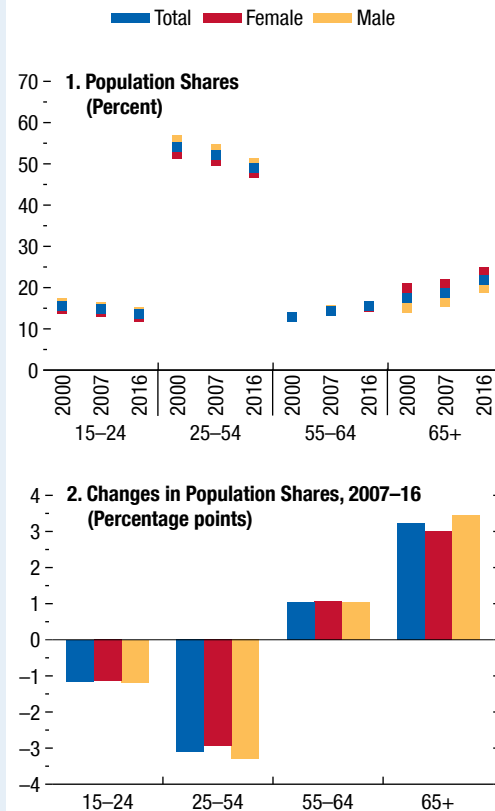 Total Female Male
1. Population Shares
(Percent)
70
60
50
40
30
20
10
0
2000 2007 2016 2000 2007 2016 2000 2007 2016 2000 2007 2016
15–24 25–54 55–64 65+
2. Changes in Population Shares, 2007–16
(Percentage points)
4
3
2
1
0
–1
–2
–3
–4
15–24 25–54 55–64 65+